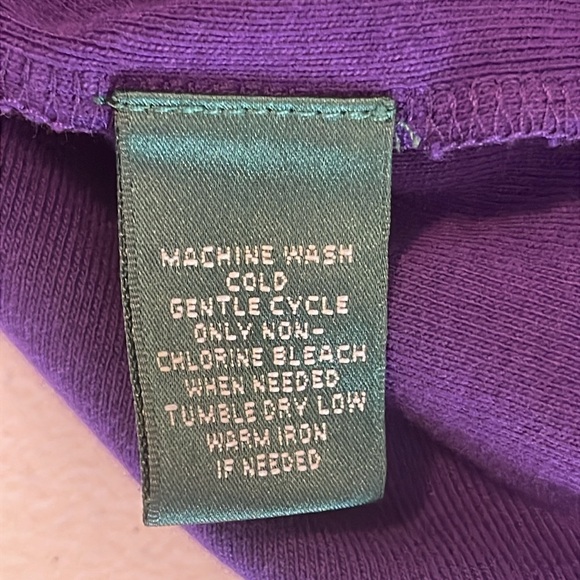 MACHINE WASH
COLD
GENTLE CYCLE
ONLY NON-
CHLORINE BLEACH
WHEN NEEDED
TUMBLE DRY LOW
WARM IRON
IF NEEDED